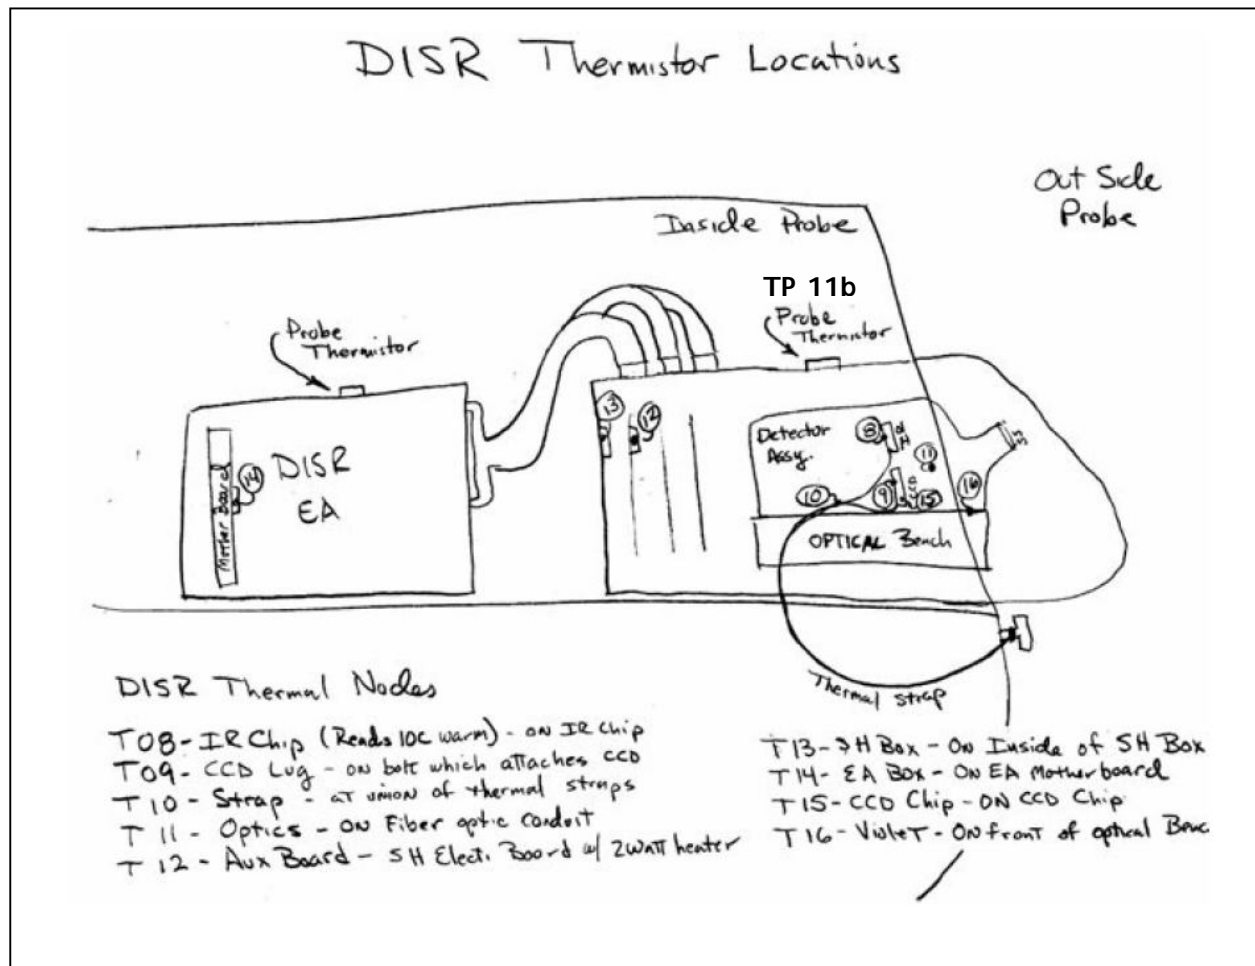 DISR Thermistor Locations
Out Side
Probe
Inside Probe
TP 11b
Probe
Thermistor
Probe
Thermistor
13
12
Detector
Assy.
8
IR
11
10
9
CCD
15
16
Mother Board
14
DISR
EA
OPTICAL Bench
Thermal Strap
DISR Thermal Nodes
T08 - IR Chip (Reads 10C warm) - on IR chip
T09 - CCD Lug - on bolt which attaches CCD
T10 - Strap - at union of thermal straps
T11 - Optics - on Fiber optic conduit
T12 - Aux Board - SH Elect. Board w/ 2watt heater
T13 - SH Box - On Inside of SH Box
T14 - EA Box - ON EA Motherboard
T15 - CCD Chip - ON CCD Chip
T16 - Violet - On front of optical Benc